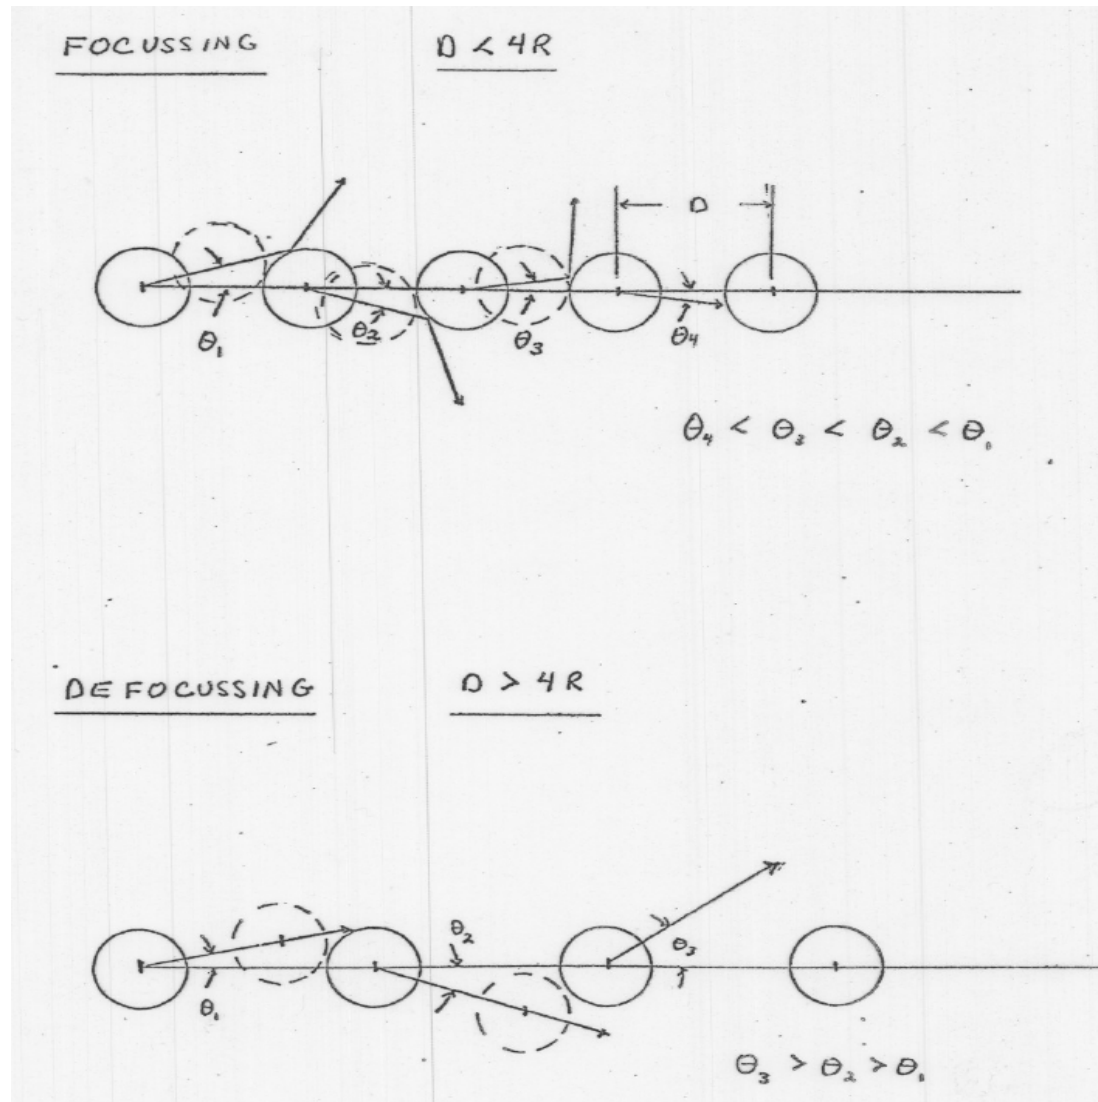 FOCUSSING D < 4R
D
θ₁ θ₂ θ₃ θ₄
θ₄ < θ₃ < θ₂ < θ₁
DEFOCUSSING D > 4R
θ₂
θ₃
θ₁
θ₃ > θ₂ > θ₁